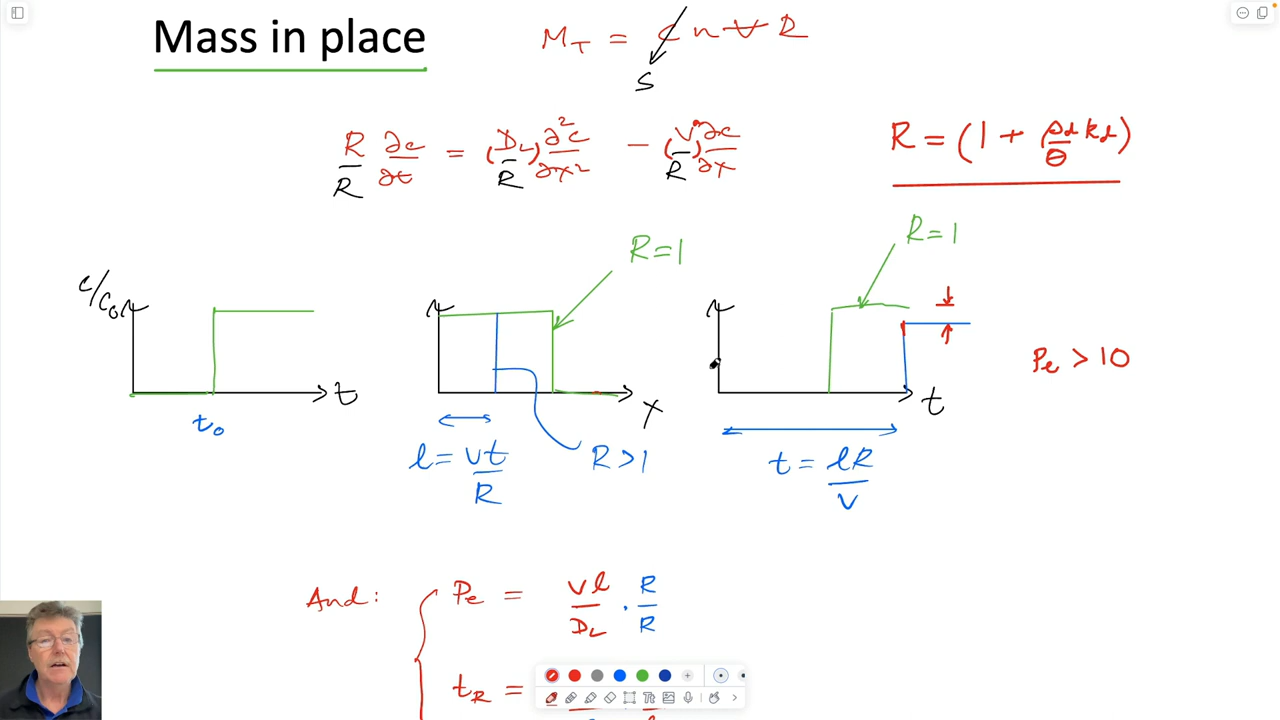 Mass in place
M_T = C n V R
S
R/R ∂c/∂t = (D_L/R) ∂²c/∂x² − (V/R) ∂c/∂x
R = (1 + ρ_d k_d/θ)
R=1
R=1
c/c₀
t
x
t
Pe > 10
t₀
l = vt/R
R>1
t = lR/v
And:
Pe = vl/D_L · R/R
t_R =